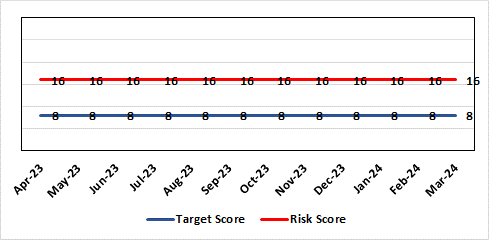 16 16 16 16 16 16 16 16 16 16 16 16
8 8 8 8 8 8 8 8 8 8 8 8
Apr-23 May-23 Jun-23 Jul-23 Aug-23 Sep-23 Oct-23 Nov-23 Dec-23 Jan-24 Feb-24 Mar-24
Target Score Risk Score